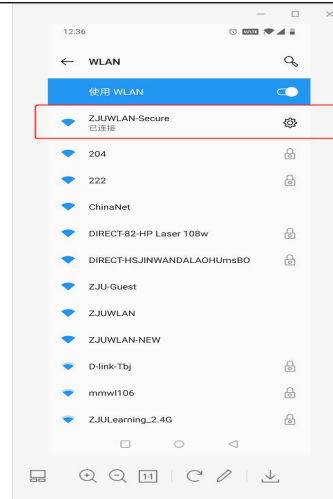 12:36
WLAN
使用 WLAN
ZJUWLAN-Secure
已连接
204
222
ChinaNet
DIRECT-82-HP Laser 108w
DIRECT-HSJINWANDALAOHUmsBO
ZJU-Guest
ZJUWLAN
ZJUWLAN-NEW
D-link-Tbj
mmwl106
ZJULearning_2.4G
1:1